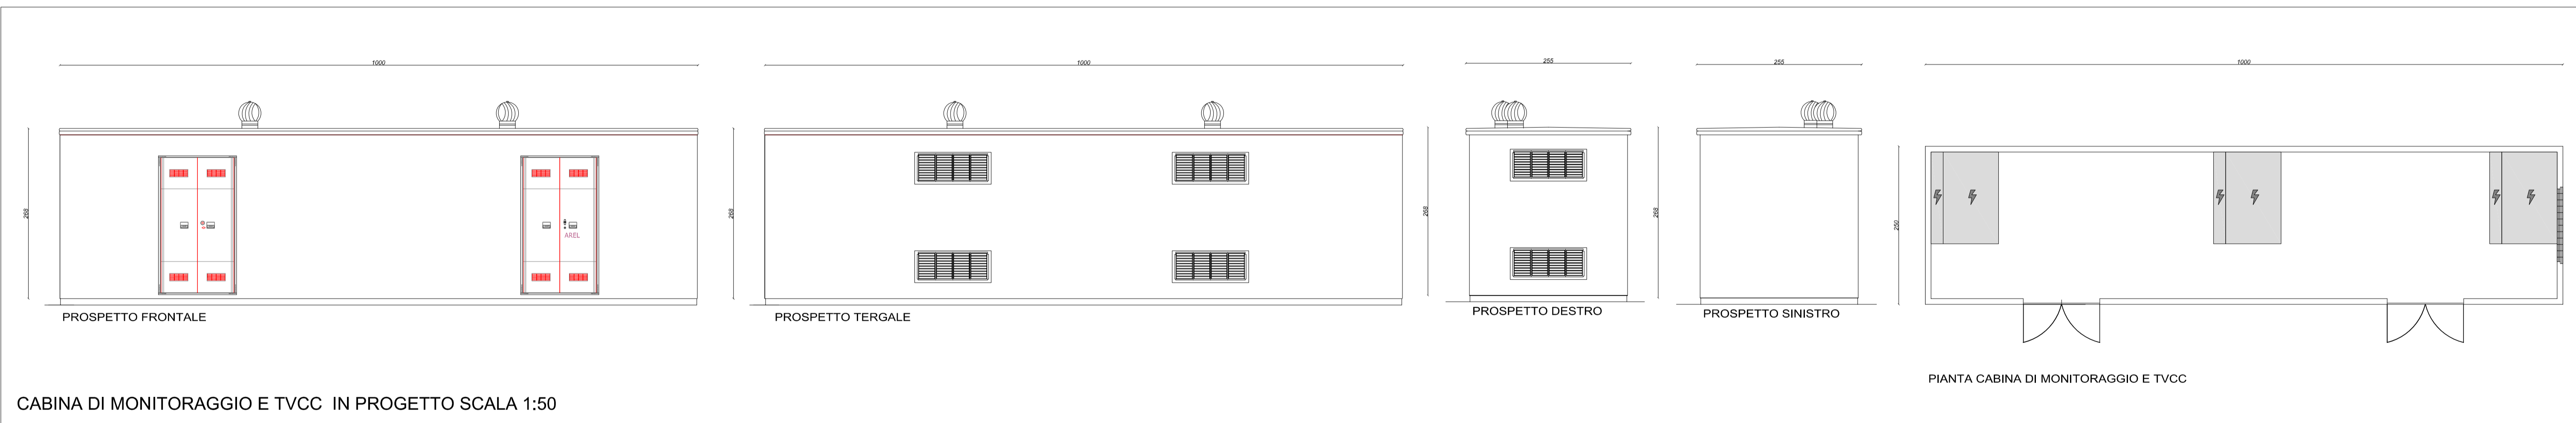 1000
1000
255
255
1000
268
268
268
268
250
AREL
PROSPETTO FRONTALE
PROSPETTO TERGALE
PROSPETTO DESTRO
PROSPETTO SINISTRO
PIANTA CABINA DI MONITORAGGIO E TVCC
CABINA DI MONITORAGGIO E TVCC IN PROGETTO SCALA 1:50